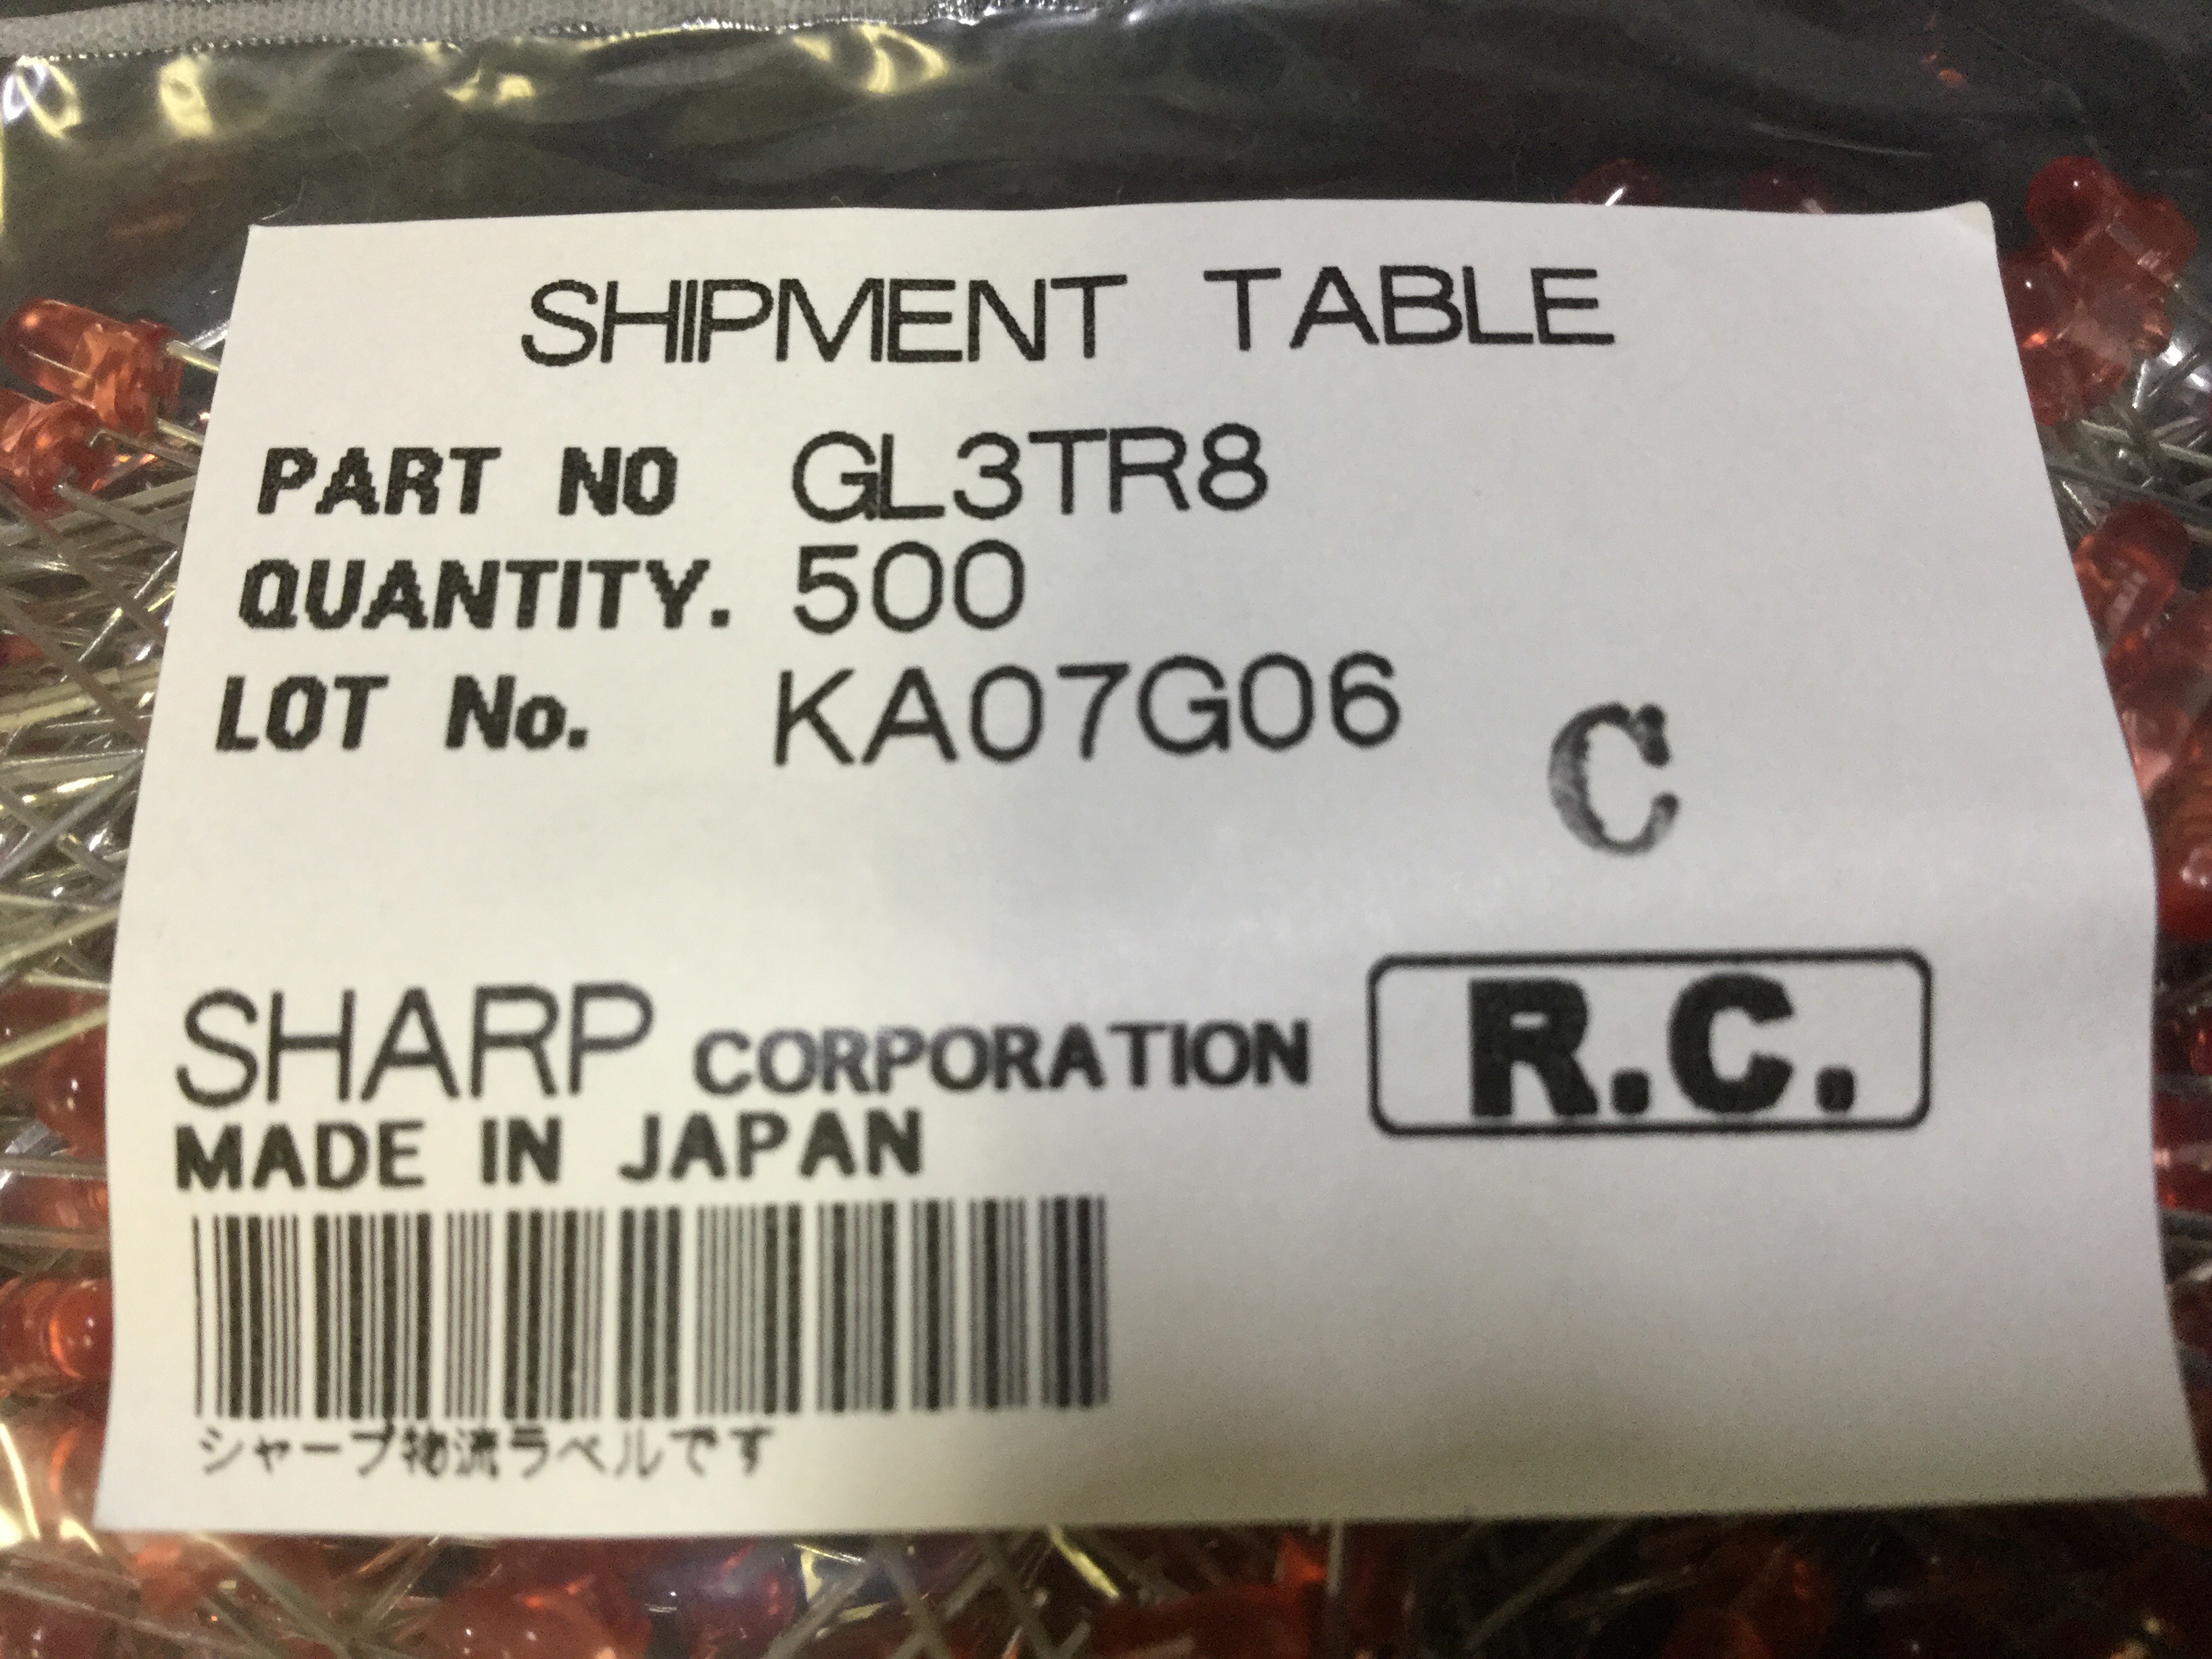 SHIPMENT TABLE
PART NO GL3TR8
QUANTITY. 500
LOT No. KA07G06
C
SHARP CORPORATION R.C.
MADE IN JAPAN
シャープ物流ラベルです